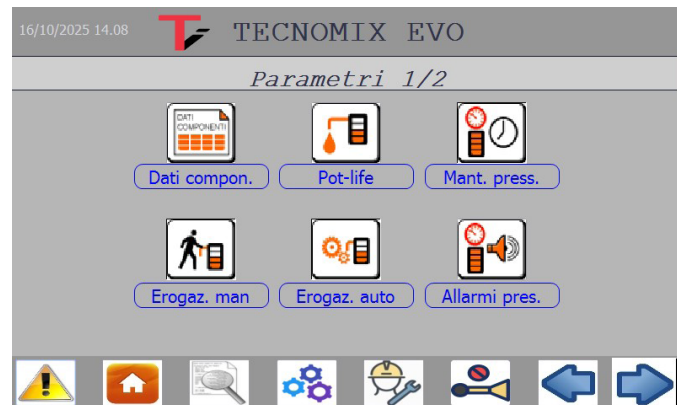 16/10/2025 14.08
TECNOMIX EVO
Parametri 1/2
DATI
COMPONENTI
Dati compon.
Pot-life
Mant. press.
Erogaz. man
Erogaz. auto
Allarmi pres.